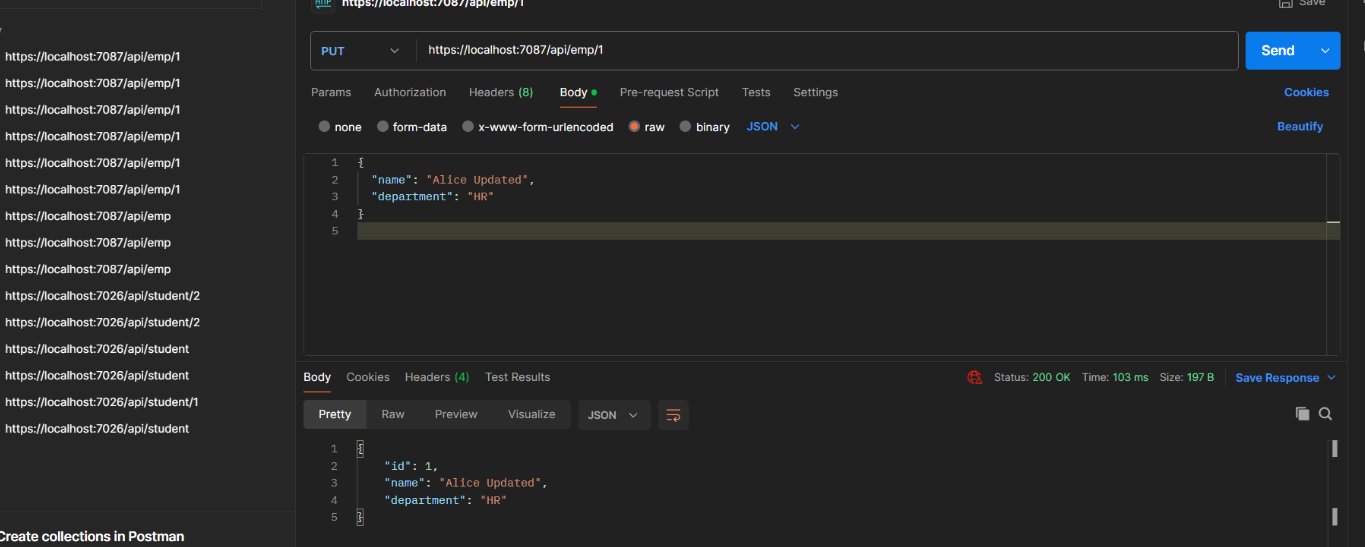 HTTP https://localhost:7087/api/emp/1 Save
PUT https://localhost:7087/api/emp/1 Send
https://localhost:7087/api/emp/1
https://localhost:7087/api/emp/1
https://localhost:7087/api/emp/1
https://localhost:7087/api/emp/1
https://localhost:7087/api/emp/1
https://localhost:7087/api/emp/1
https://localhost:7087/api/emp
https://localhost:7087/api/emp
https://localhost:7087/api/emp
https://localhost:7026/api/student/2
https://localhost:7026/api/student/2
https://localhost:7026/api/student
https://localhost:7026/api/student
https://localhost:7026/api/student/1
https://localhost:7026/api/student
Create collections in Postman
Params Authorization Headers (8) Body Pre-request Script Tests Settings Cookies
none form-data x-www-form-urlencoded raw binary JSON Beautify
1 {
2 "name": "Alice Updated",
3 "department": "HR"
4 }
5
Body Cookies Headers (4) Test Results Status: 200 OK Time: 103 ms Size: 197 B Save Response
Pretty Raw Preview Visualize JSON
1 {
2 "id": 1,
3 "name": "Alice Updated",
4 "department": "HR"
5 }